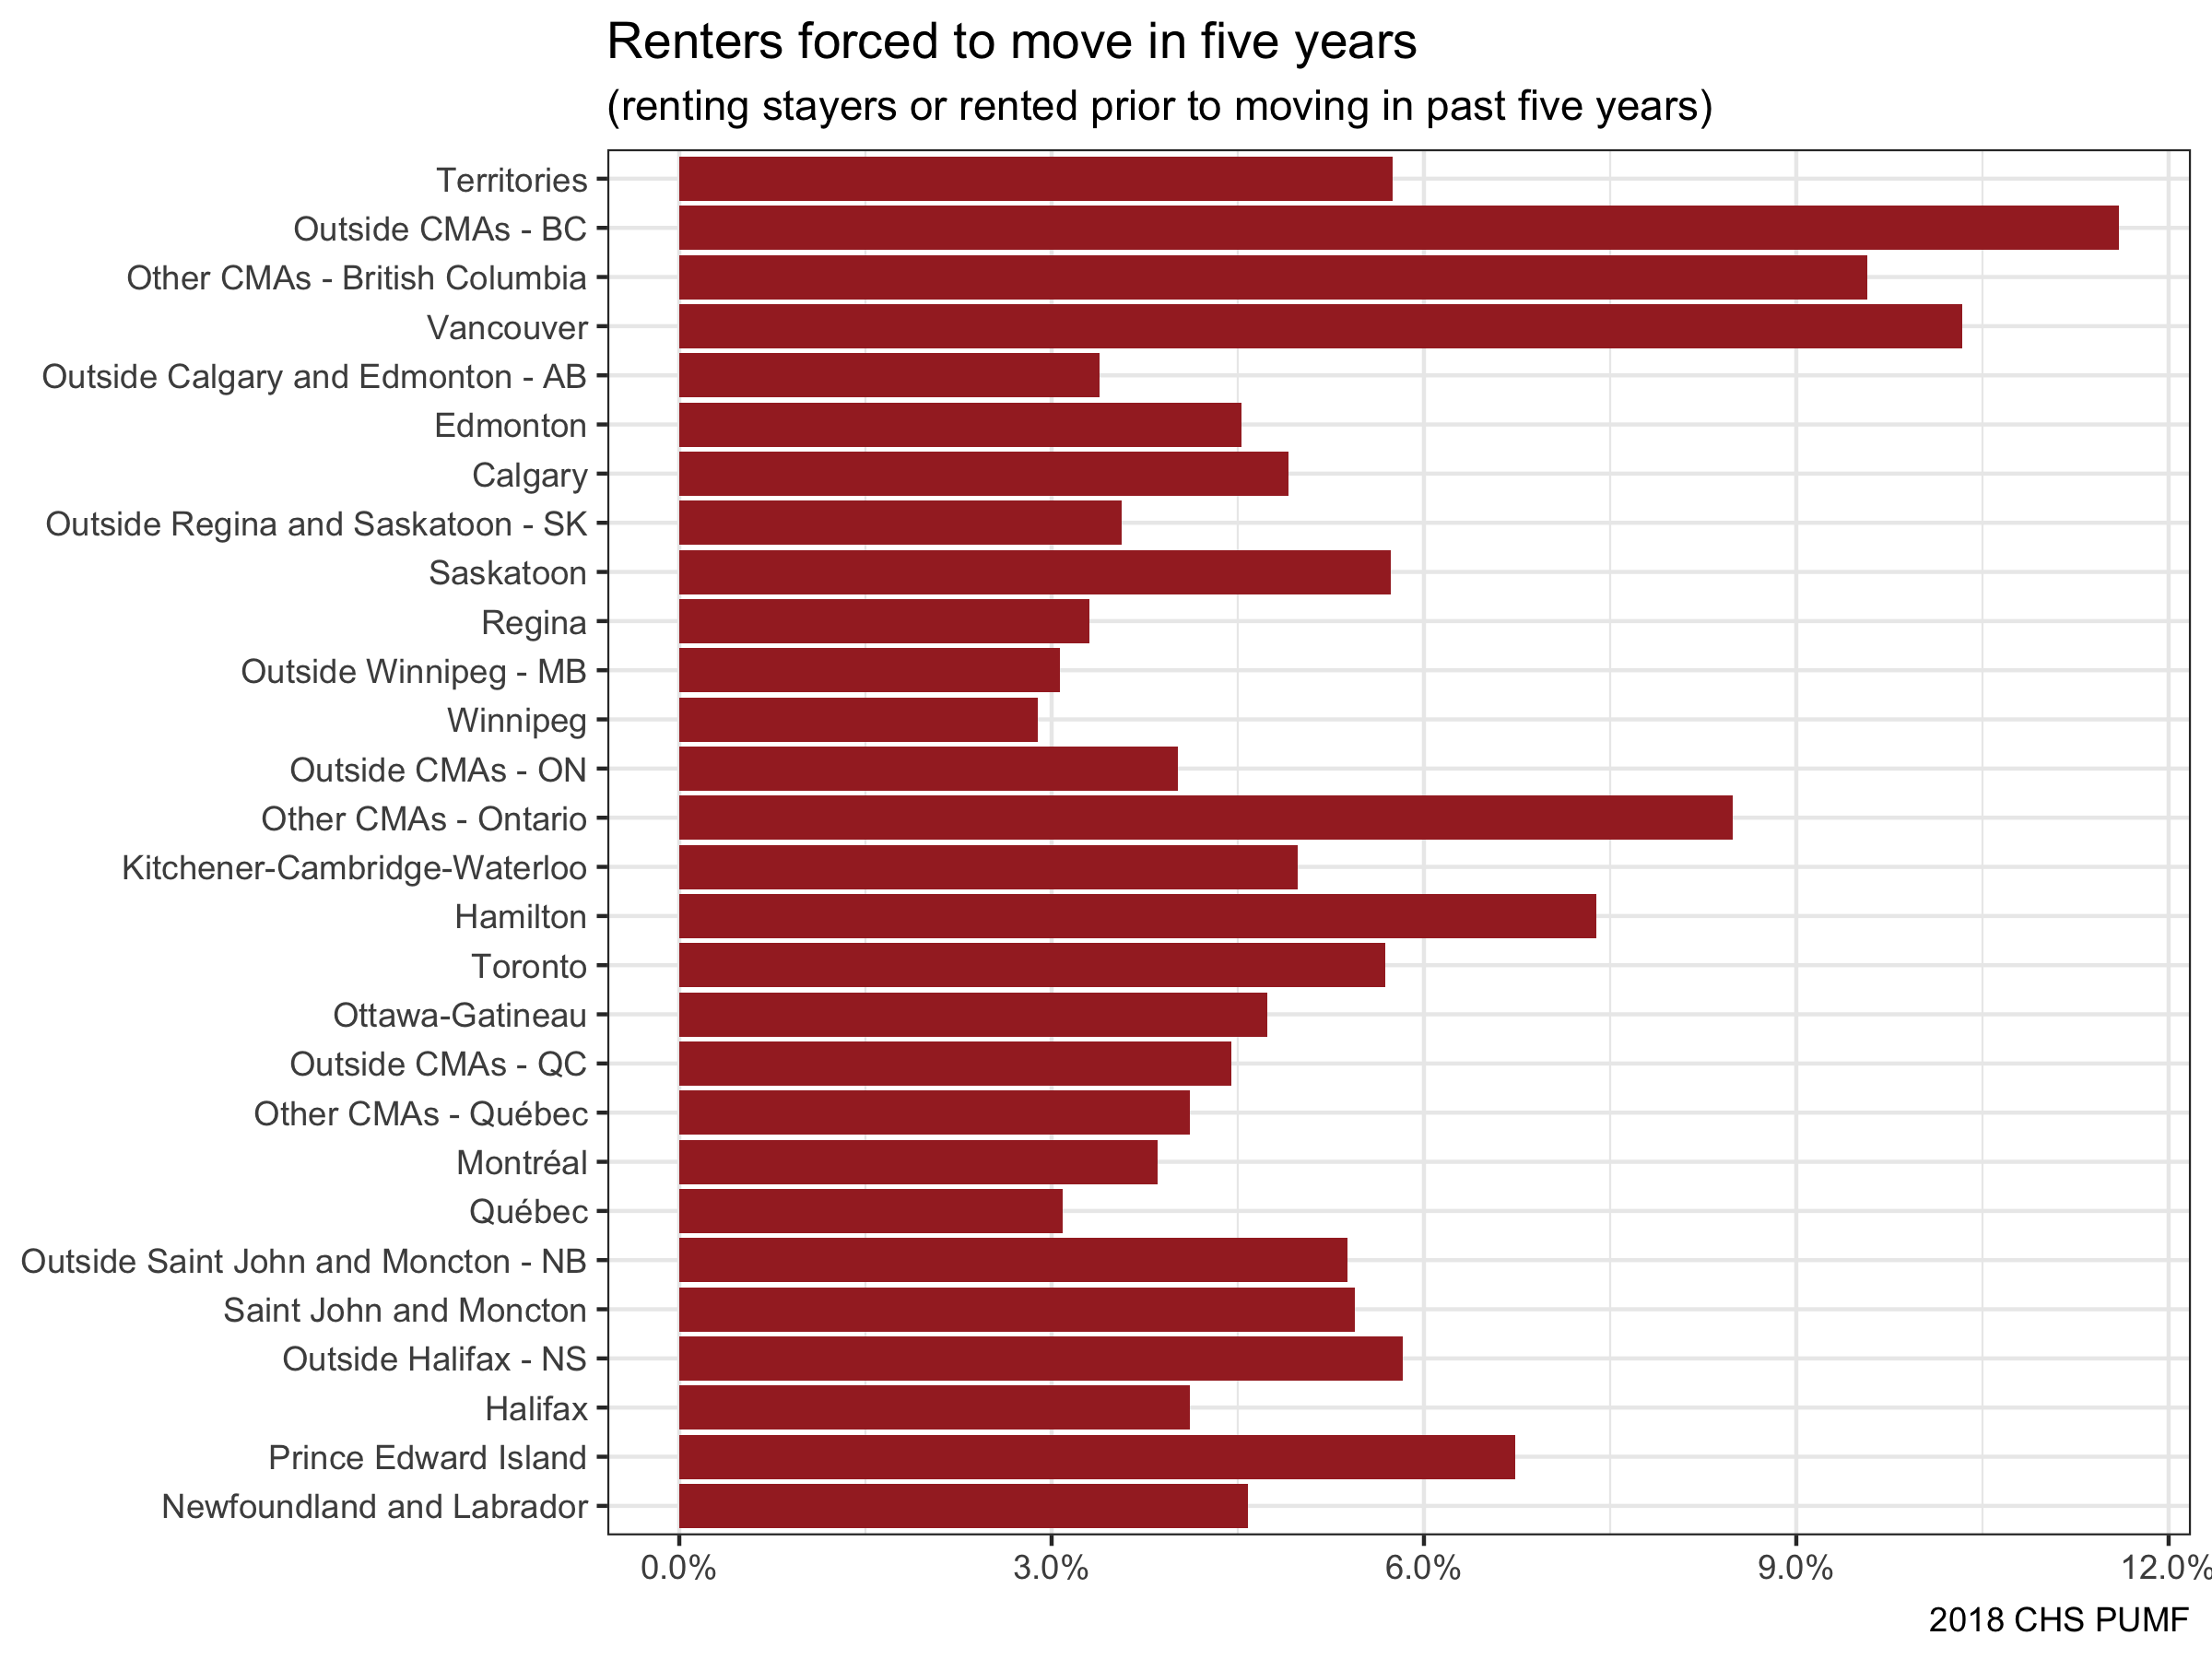 Renters forced to move in five years
(renting stayers or rented prior to moving in past five years)
Territories
Outside CMAs - BC
Other CMAs - British Columbia
Vancouver
Outside Calgary and Edmonton - AB
Edmonton
Calgary
Outside Regina and Saskatoon - SK
Saskatoon
Regina
Outside Winnipeg - MB
Winnipeg
Outside CMAs - ON
Other CMAs - Ontario
Kitchener-Cambridge-Waterloo
Hamilton
Toronto
Ottawa-Gatineau
Outside CMAs - QC
Other CMAs - Québec
Montréal
Québec
Outside Saint John and Moncton - NB
Saint John and Moncton
Outside Halifax - NS
Halifax
Prince Edward Island
Newfoundland and Labrador
0.0% 3.0% 6.0% 9.0% 12.0%
2018 CHS PUMF